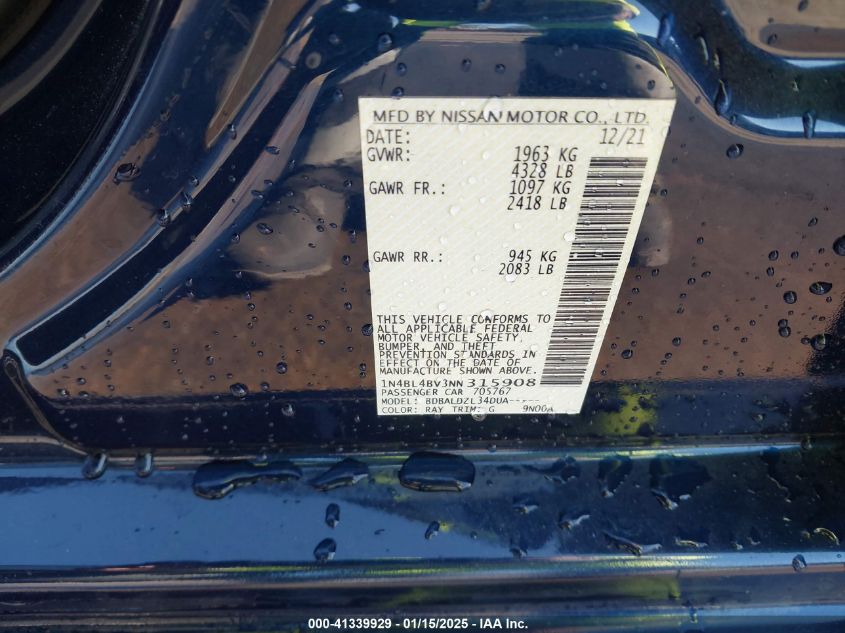 MFD BY NISSAN MOTOR CO., LTD.
DATE: 12/21
GVWR: 1963 KG
4328 LB
GAWR FR.: 1097 KG
2418 LB
GAWR RR.: 945 KG
2083 LB
THIS VEHICLE CONFORMS TO
ALL APPLICABLE FEDERAL
MOTOR VEHICLE SAFETY,
BUMPER, AND THEFT
PREVENTION STANDARDS IN
EFFECT ON THE DATE OF
MANUFACTURE SHOWN ABOVE.
1N4BL4BV3NN315908
PASSENGER CAR 705767
MODEL: BDBALDZL34DUA-----
COLOR: RAY TRIM: G 9N00A
000-41339929 - 01/15/2025 - IAA Inc.